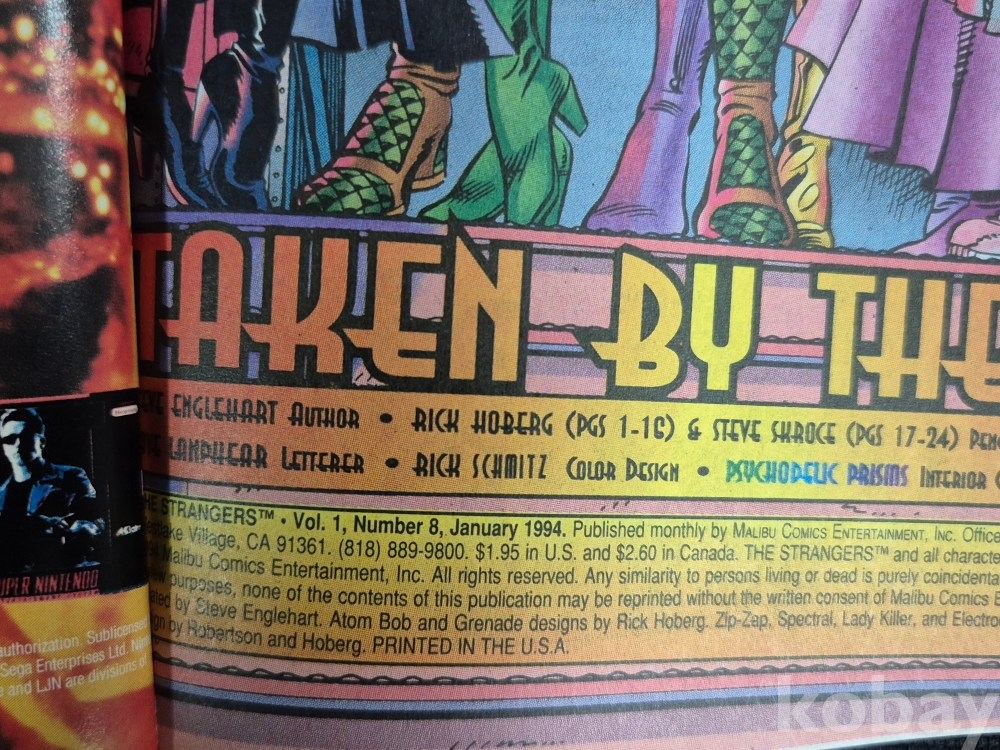 TAKEN BY THE
EVE ENGLEHART AUTHOR • RICK HOBERG (PGS 1-16) & STEVE SKROCE (PGS 17-24) PEN
LANPHEAR LETTERER • RICK SCHMITZ COLOR DESIGN • PSYCHODELIC PRISMS INTERIOR
THE STRANGERS™ • Vol. 1, Number 8, January 1994. Published monthly by MALIBU COMICS ENTERTAINMENT, INC. Office
Village, CA 91361. (818) 889-9800. $1.95 in U.S. and $2.60 in Canada. THE STRANGERS™ and all characte
Malibu Comics Entertainment, Inc. All rights reserved. Any similarity to persons living or dead is purely coincidenta
purposes, none of the contents of this publication may be reprinted without the written consent of Malibu Comics E
ated by Steve Englehart. Atom Bob and Grenade designs by Rick Hoberg. Zip-Zap, Spectral, Lady Killer, and Electro
gn by Robertson and Hoberg. PRINTED IN THE U.S.A.
AKlaim
SUPER NINTENDO
authorization. Sublicensed
Sega Enterprises Ltd. N
e and LJN are divisions of
kobay